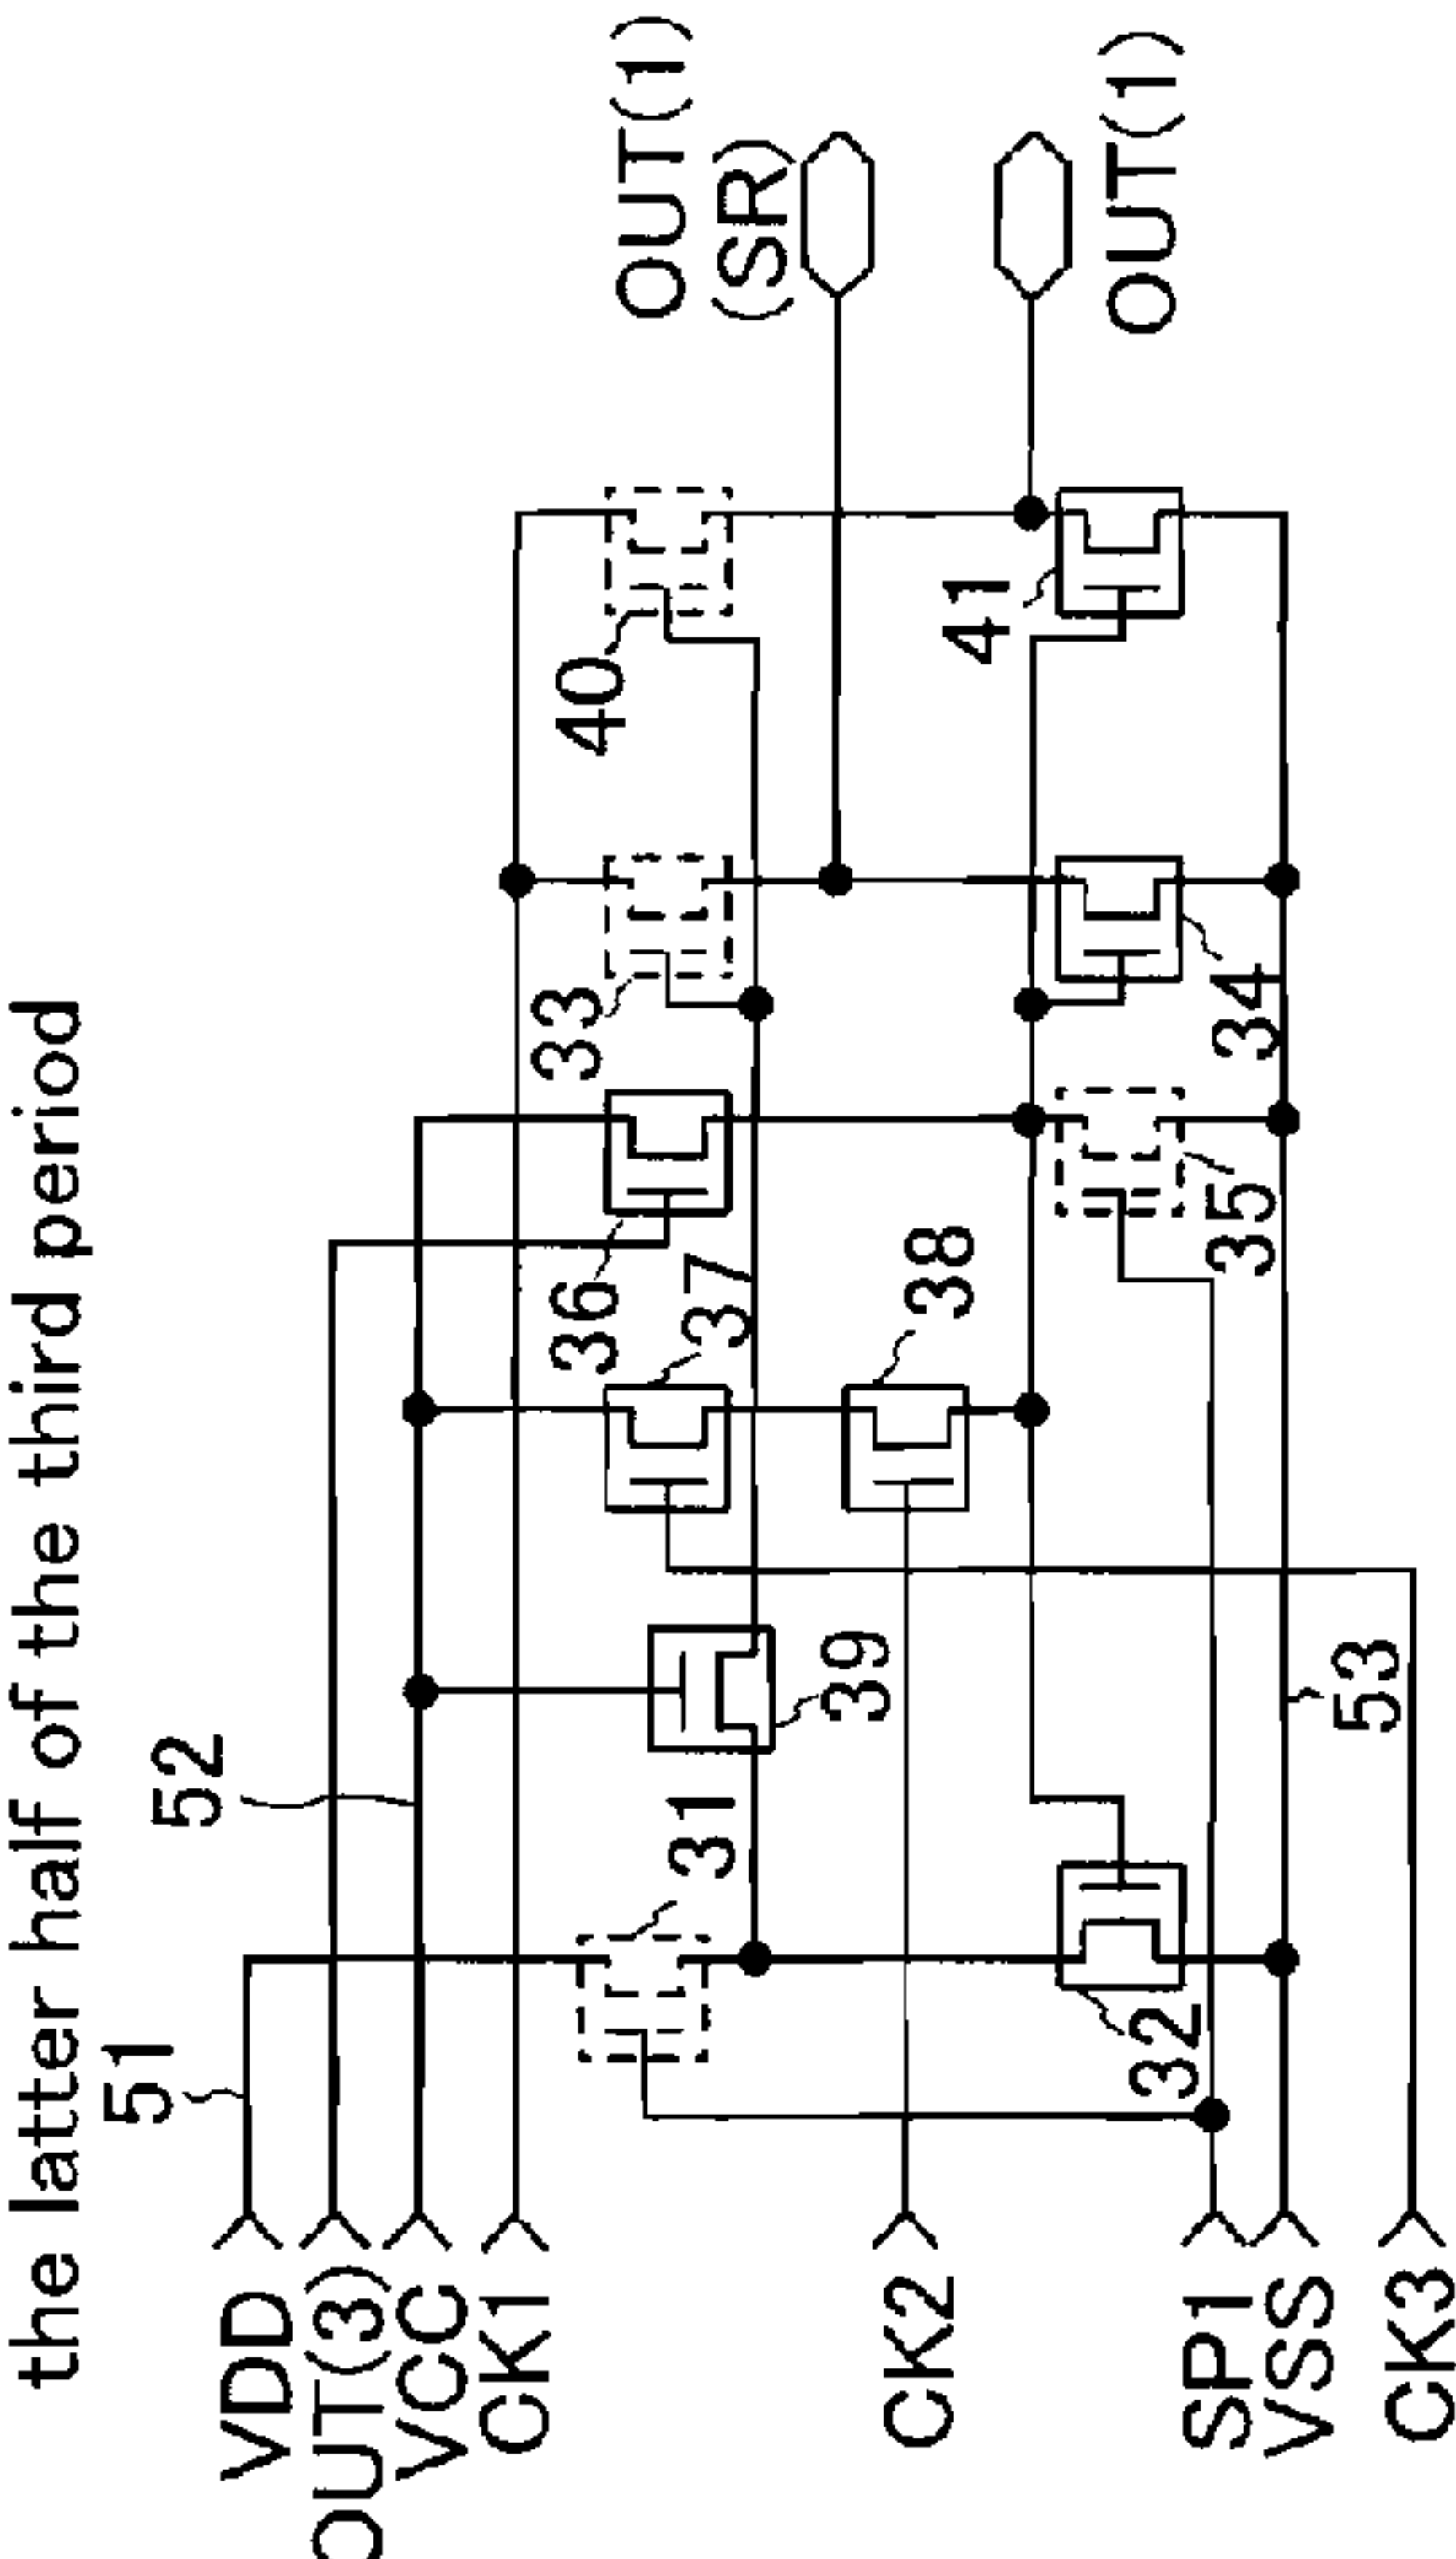 the latter half of the third period
51
52
VDD
OUT(3)
VCC
CK1
CK2
SP1
VSS
CK3
31
32
39
53
37
38
36
35
33
34
40
41
OUT(1)
(SR)
OUT(1)